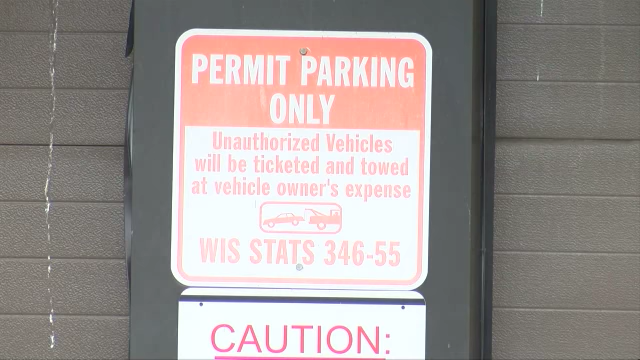 PERMIT PARKING
ONLY
Unauthorized Vehicles
will be ticketed and towed
at vehicle owner's expense
WIS STATS 346-55
CAUTION: